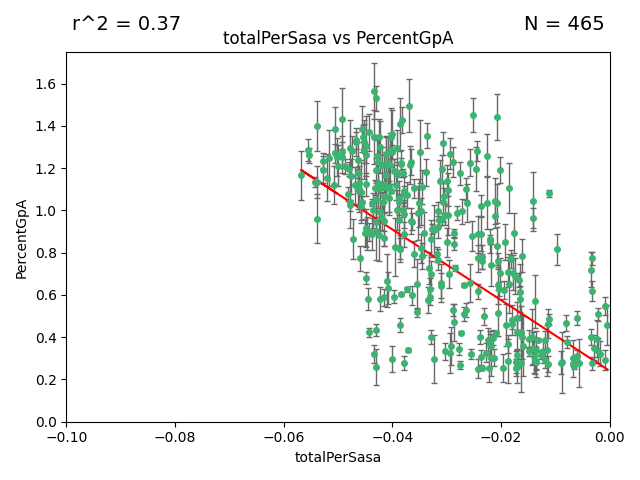 r^2 = 0.37 N = 465
totalPerSasa vs PercentGpA
PercentGpA
1.6
1.4
1.2
1.0
0.8
0.6
0.4
0.2
0.0
−0.10 −0.08 −0.06 −0.04 −0.02 0.00
totalPerSasa